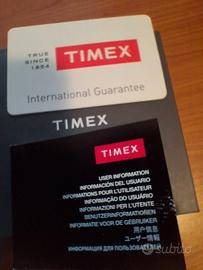 TRUE
SINCE
1854
TIMEX
International Guarantee
TIMEX
TIMEX
USER INFORMATION
INFORMACIÓN DEL USUARIO
INFORMATIONS POUR L'UTILISATEUR
INFORMAÇÃO DO USUÁRIO
INFORMAZIONI PER L'UTENTE
BENUTZERINFORMATIONEN
INFORMATIE VOOR DE GEBRUIKER
用户信息
ユーザー情報
ИНФОРМАЦИЯ ДЛЯ ПОЛЬЗОВАТЕЛЯ
subito